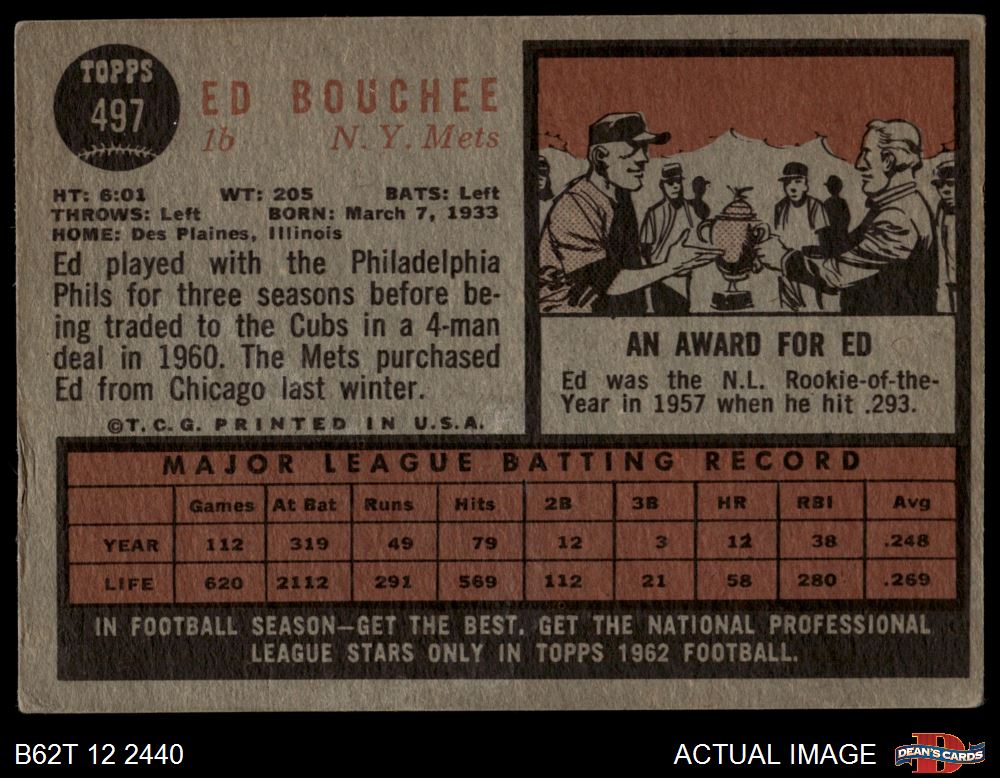 TOPPS
497
ED BOUCHEE
1b N.Y. Mets
HT: 6:01 WT: 205 BATS: Left
THROWS: Left BORN: March 7, 1933
HOME: Des Plaines, Illinois
Ed played with the Philadelphia
Phils for three seasons before be-
ing traded to the Cubs in a 4-man
deal in 1960. The Mets purchased
Ed from Chicago last winter.
©T. C. G. PRINTED IN U.S.A.
AN AWARD FOR ED
Ed was the N.L. Rookie-of-the-
Year in 1957 when he hit .293.
MAJOR LEAGUE BATTING RECORD
Games At Bat Runs Hits 2B 3B HR RBI Avg
YEAR 112 319 49 79 12 3 12 38 .248
LIFE 620 2112 291 569 112 21 58 280 .269
IN FOOTBALL SEASON—GET THE BEST. GET THE NATIONAL PROFESSIONAL
LEAGUE STARS ONLY IN TOPPS 1962 FOOTBALL.
B62T 12 2440 ACTUAL IMAGE
D
DEAN'S CARDS